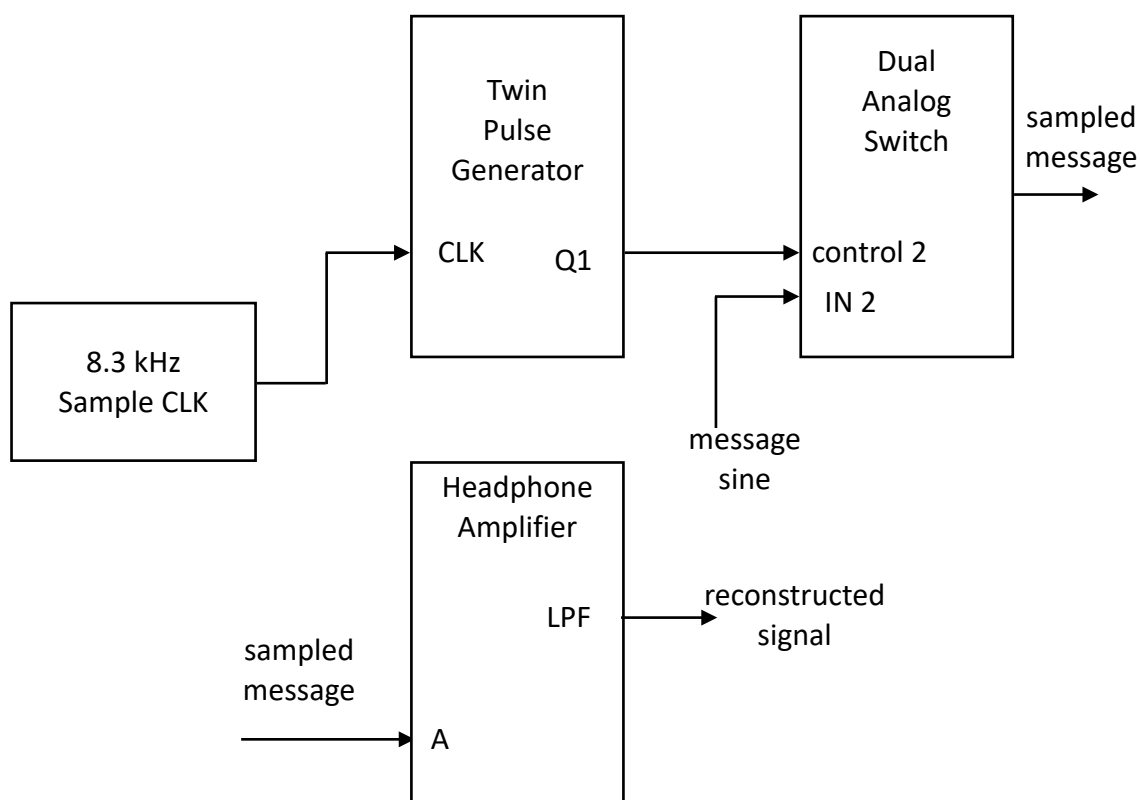 Twin
Pulse
Generator
CLK
Q1
Dual
Analog
Switch
control 2
IN 2
sampled
message
8.3 kHz
Sample CLK
message
sine
Headphone
Amplifier
LPF
A
reconstructed
signal
sampled
message